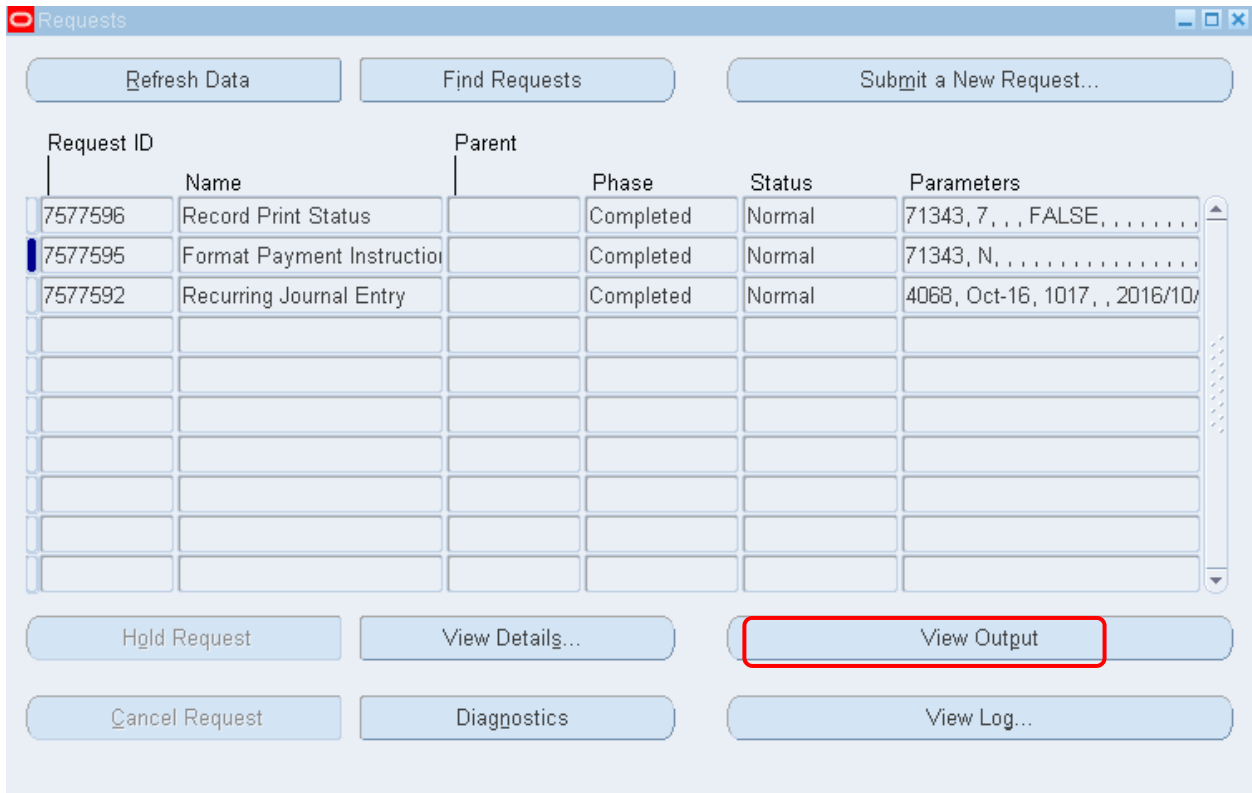 Requests
Refresh Data Find Requests Submit a New Request...
Request ID Parent
Name Phase Status Parameters
7577596 Record Print Status Completed Normal 71343, 7, , , FALSE, , , , , , , ,
7577595 Format Payment Instruction Completed Normal 71343, N, , , , , , , , , , , , , , , ,
7577592 Recurring Journal Entry Completed Normal 4068, Oct-16, 1017, , 2016/10/
Hold Request View Details... View Output
Cancel Request Diagnostics View Log...